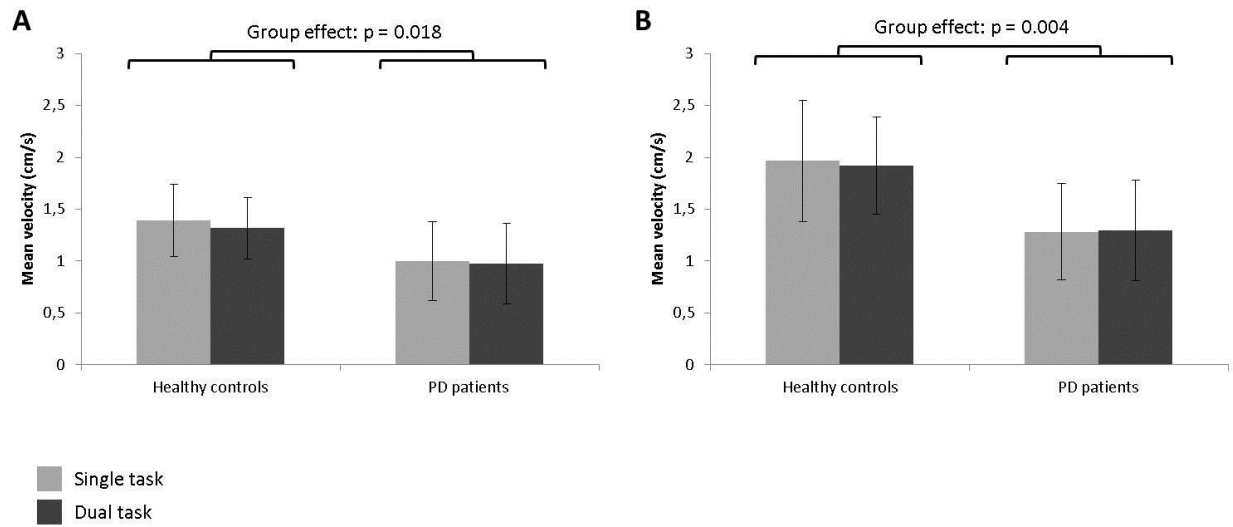 A
Group effect: p = 0.018
Mean velocity (cm/s)
3
2,5
2
1,5
1
0,5
0
Healthy controls
PD patients
B
Group effect: p = 0.004
Mean velocity (cm/s)
3
2,5
2
1,5
1
0,5
0
Healthy controls
PD patients
Single task
Dual task